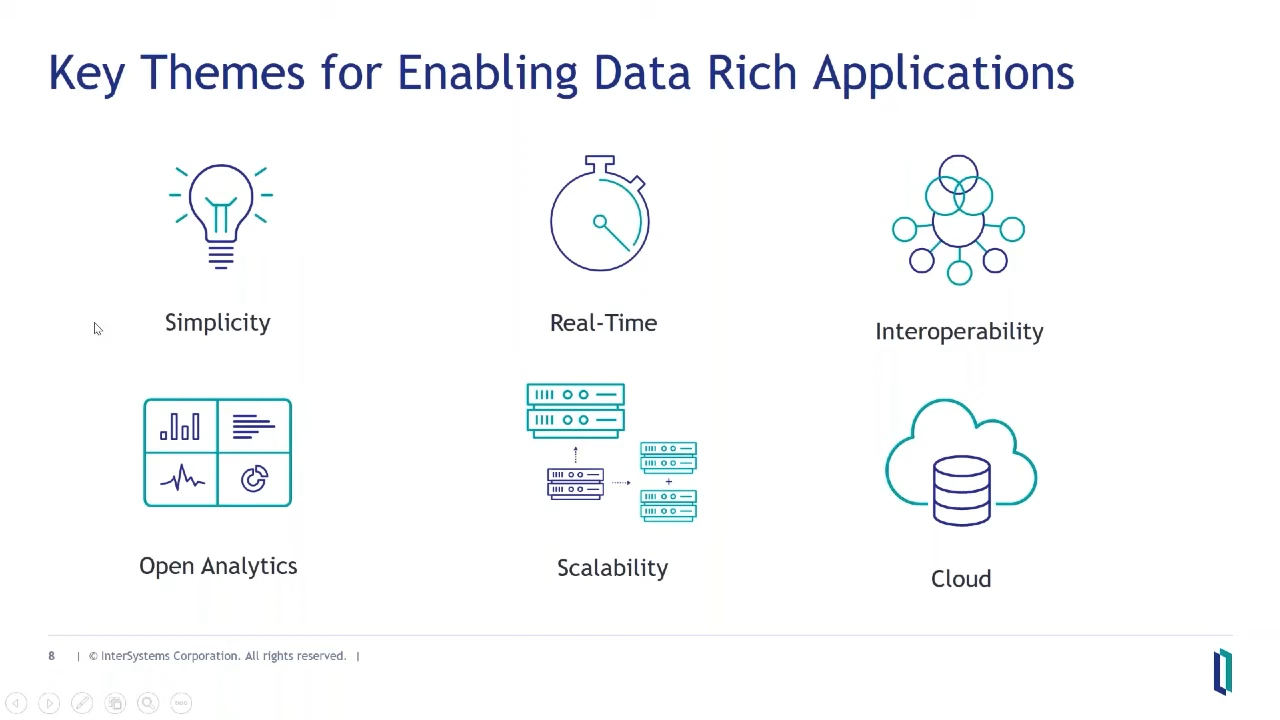 Key Themes for Enabling Data Rich Applications
Simplicity
Real-Time
Interoperability
+
Open Analytics
Scalability
Cloud
8 | © InterSystems Corporation. All rights reserved. |